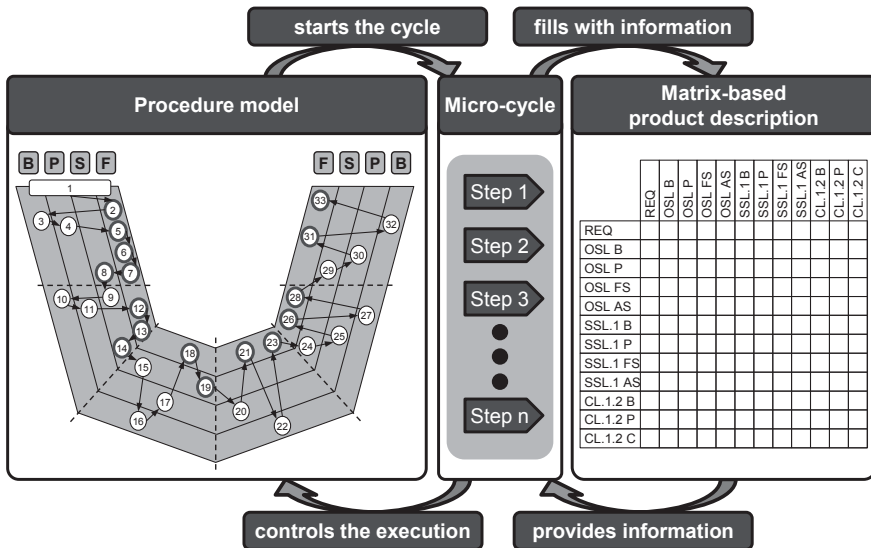 starts the cycle
fills with information
Procedure model
Micro-cycle
Matrix-based
product description
B P S F
F S P B
1
2
3
4
5
6
7
8
9
10
11
12
13
14
15
16
17
18
19
20
21
22
23
24
25
26
27
28
29
30
31
32
33
Step 1
Step 2
Step 3
Step n
REQ
OSL B
OSL P
OSL FS
OSL AS
SSL.1 B
SSL.1 P
SSL.1 FS
SSL.1 AS
CL.1.2 B
CL.1.2 P
CL.1.2 C
REQ
OSL B
OSL P
OSL FS
OSL AS
SSL.1 B
SSL.1 P
SSL.1 FS
SSL.1 AS
CL.1.2 B
CL.1.2 P
CL.1.2 C
controls the execution
provides information